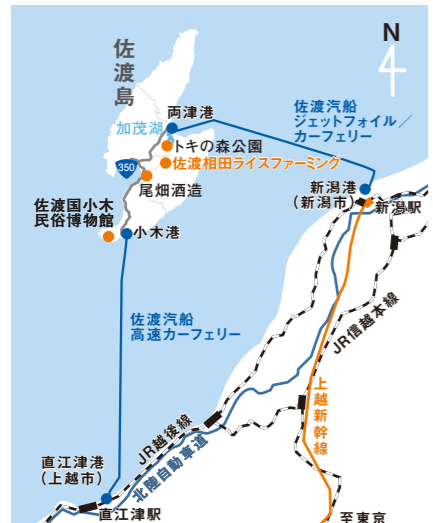 N
佐渡島
両津港
加茂湖
トキの森公園
佐渡相田ライスファーミング
350
尾畑酒造
佐渡国小木
民俗博物館
小木港
佐渡汽船
ジェットフォイル／
カーフェリー
新潟港
（新潟市）
新潟駅
佐渡汽船
高速カーフェリー
JR信越本線
上越新幹線
JR越後線
北陸自動車道
直江津港
（上越市）
直江津駅
至東京